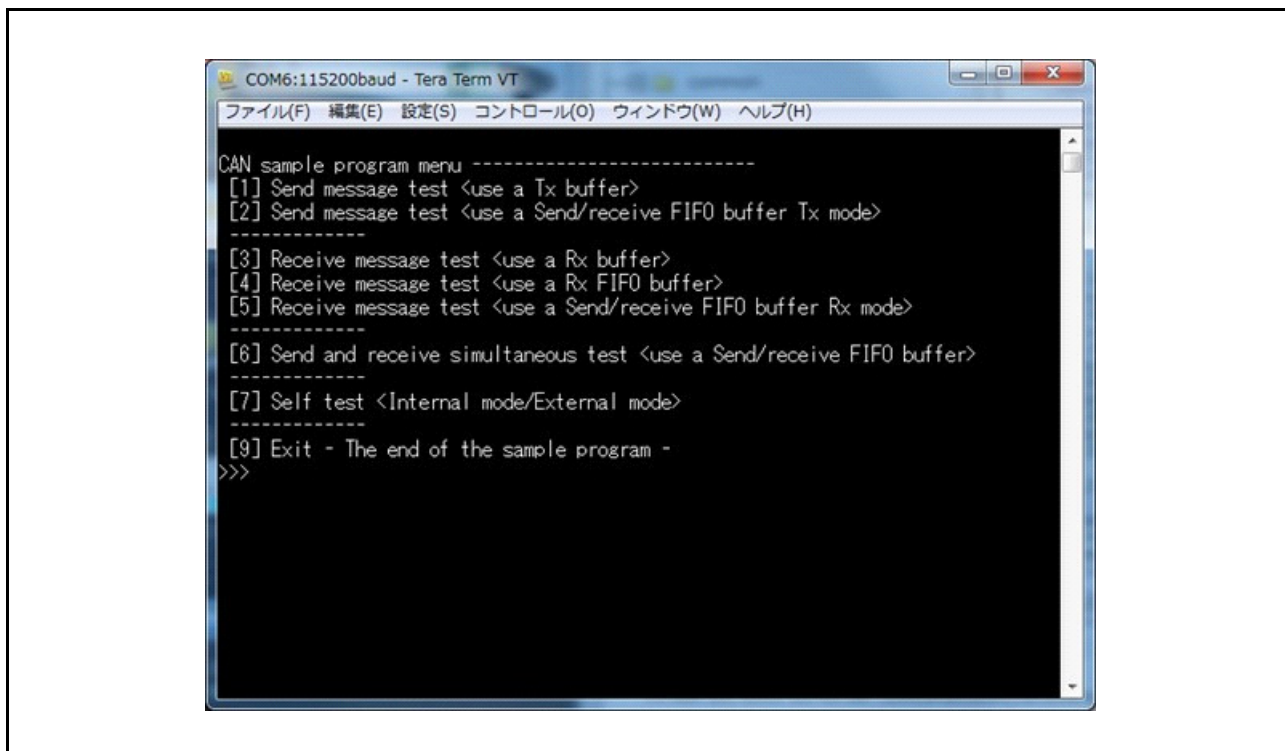 COM6:115200baud - Tera Term VT
ファイル(F) 編集(E) 設定(S) コントロール(O) ウィンドウ(W) ヘルプ(H)
CAN sample program menu ---------------------------
[1] Send message test <use a Tx buffer>
[2] Send message test <use a Send/receive FIFO buffer Tx mode>
-------------
[3] Receive message test <use a Rx buffer>
[4] Receive message test <use a Rx FIFO buffer>
[5] Receive message test <use a Send/receive FIFO buffer Rx mode>
-------------
[6] Send and receive simultaneous test <use a Send/receive FIFO buffer>
-------------
[7] Self test <Internal mode/External mode>
-------------
[9] Exit - The end of the sample program -
>>>